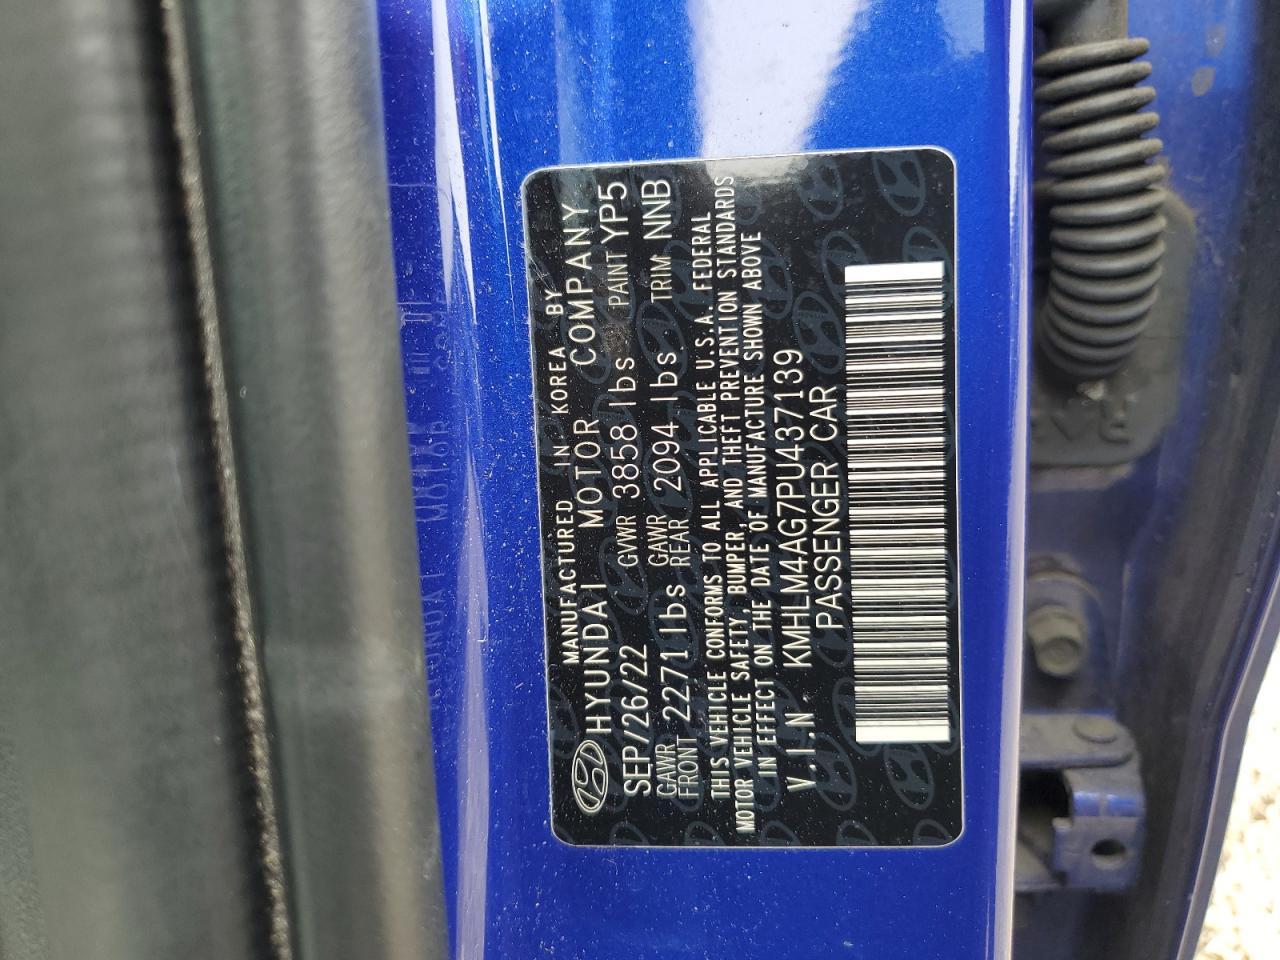 MANUFACTURED IN KOREA BY
HYUNDAI MOTOR COMPANY
SEP/26/22 GVWR 3858 lbs PAINT YP5
GAWR FRONT 2271 lbs GAWR REAR 2094 lbs TRIM NNB
THIS VEHICLE CONFORMS TO ALL APPLICABLE U.S.A. FEDERAL
MOTOR VEHICLE SAFETY, BUMPER, AND THEFT PREVENTION STANDARDS
IN EFFECT ON THE DATE OF MANUFACTURE SHOWN ABOVE
V.I.N KMHLM4AG7PU437139
PASSENGER CAR